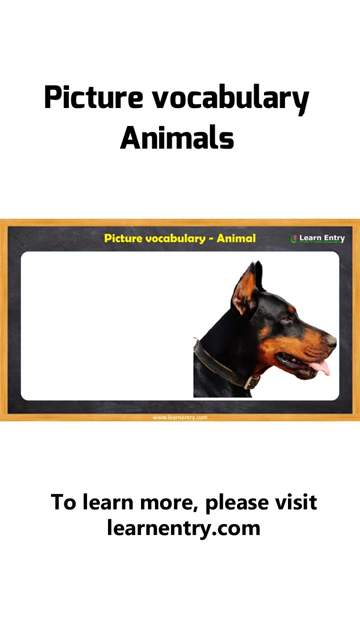 Picture vocabulary
Animals
Picture vocabulary - Animal
Learn Entry
www.learnentry.com
To learn more, please visit
learnentry.com